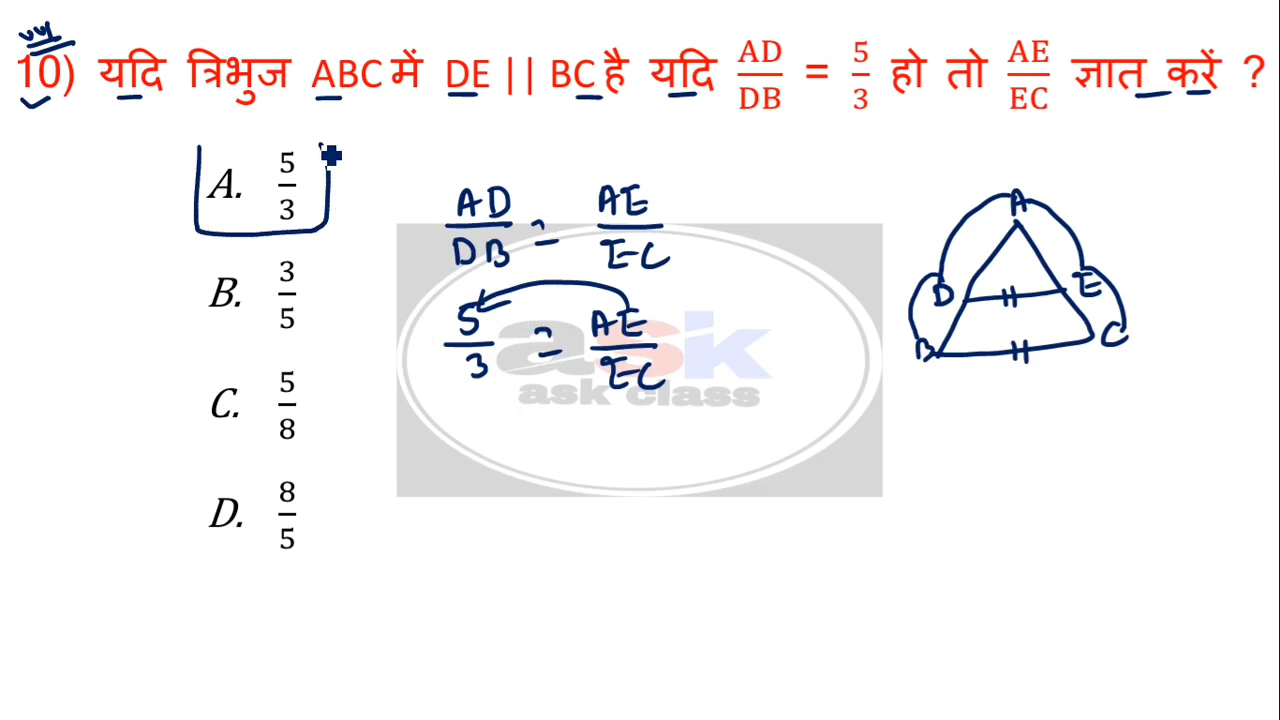 10) यदि त्रिभुज ABC में DE || BC है यदि AD/DB = 5/3 हो तो AE/EC ज्ञात करें ?
A. 5/3
B. 3/5
C. 5/8
D. 8/5
AD/DB = AE/EC
5/3 = AE/EC
A
D E
B C
ask
ask class